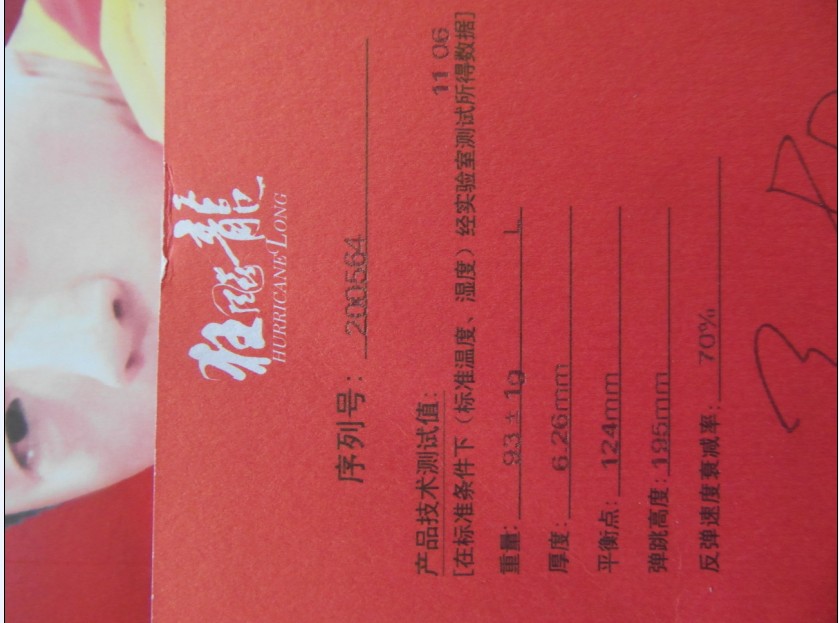 狂飚龍
HURRICANE LONG
序列号: 200564
11 06
产品技术测试值:
[在标准条件下（标准温度、湿度）经实验室测试所得数据]
重量: 93 ± 1g L
厚度: 6.26mm
平衡点: 124mm
弹跳高度: 195mm
反弹速度衰减率: 70%
3